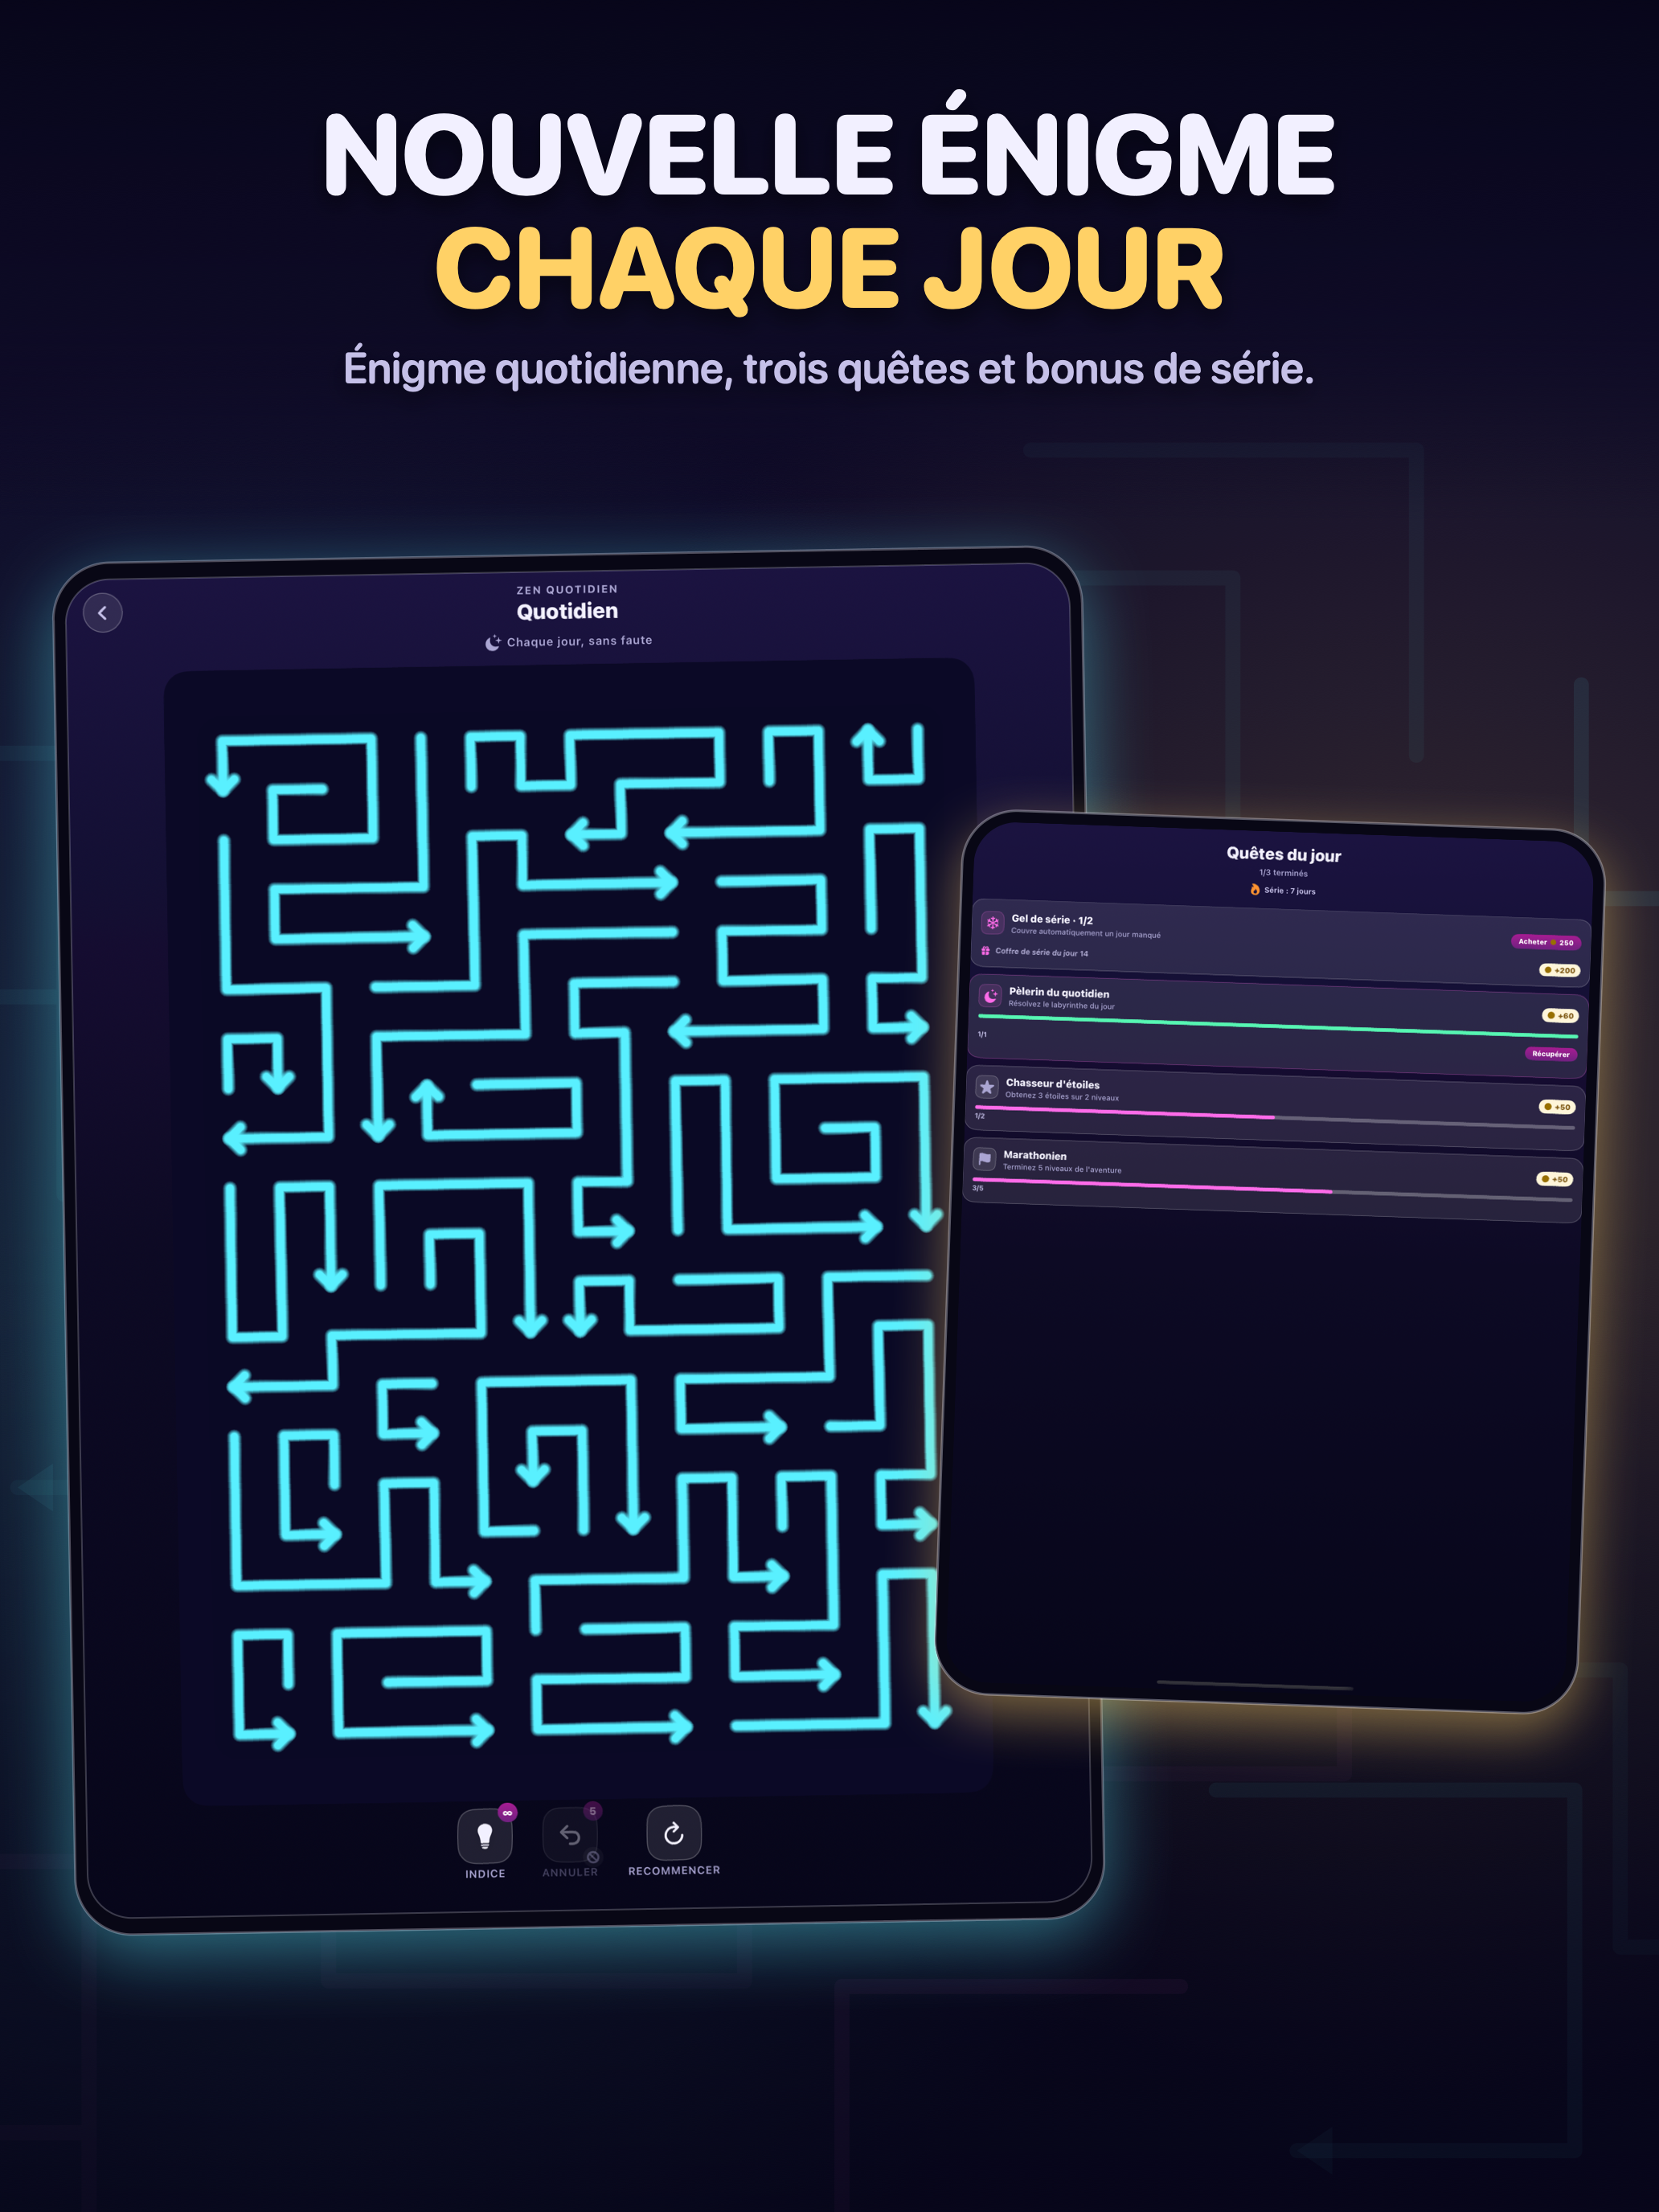 NOUVELLE ÉNIGME
CHAQUE JOUR
Énigme quotidienne, trois quêtes et bonus de série.
ZEN QUOTIDIEN
Quotidien
Chaque jour, sans faute
∞
INDICE
5
ANNULER
RECOMMENCER
Quêtes du jour
1/3 terminés
Série : 7 jours
Gel de série · 1/2
Couvre automatiquement un jour manqué
Acheter 250
Coffre de série du jour 14
+200
Pèlerin du quotidien
Résolvez le labyrinthe du jour
+60
1/1
Récupérer
Chasseur d'étoiles
Obtenez 3 étoiles sur 2 niveaux
+50
1/2
Marathonien
Terminez 5 niveaux de l'aventure
+50
3/5